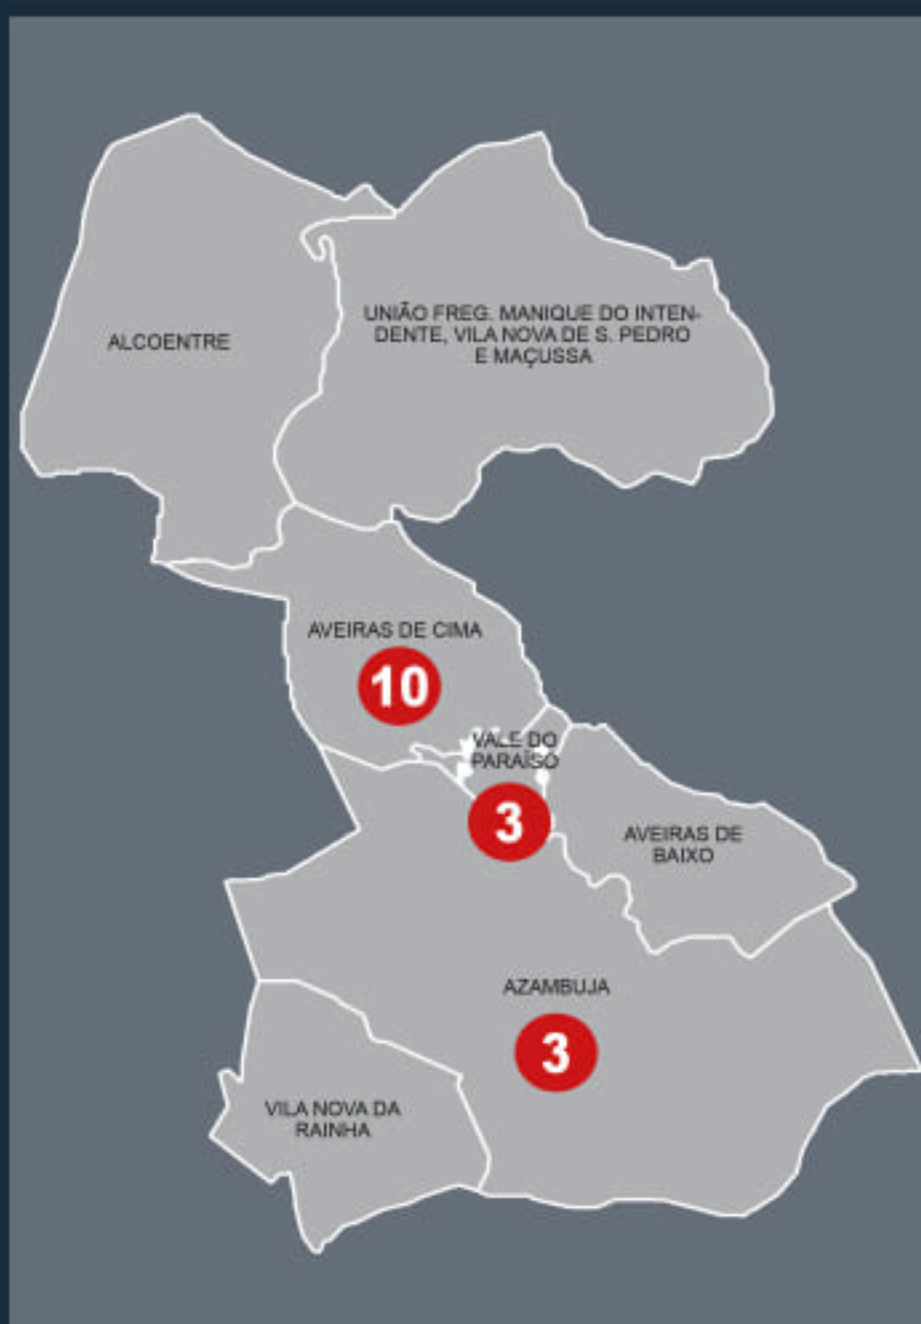 UNIÃO FREG. MANIQUE DO INTEN-
DENTE, VILA NOVA DE S. PEDRO
E MAÇUSSA
ALCOENTRE
AVEIRAS DE CIMA
10
VALE DO
PARAÍSO
3
AVEIRAS DE
BAIXO
AZAMBUJA
3
VILA NOVA DA
RAINHA